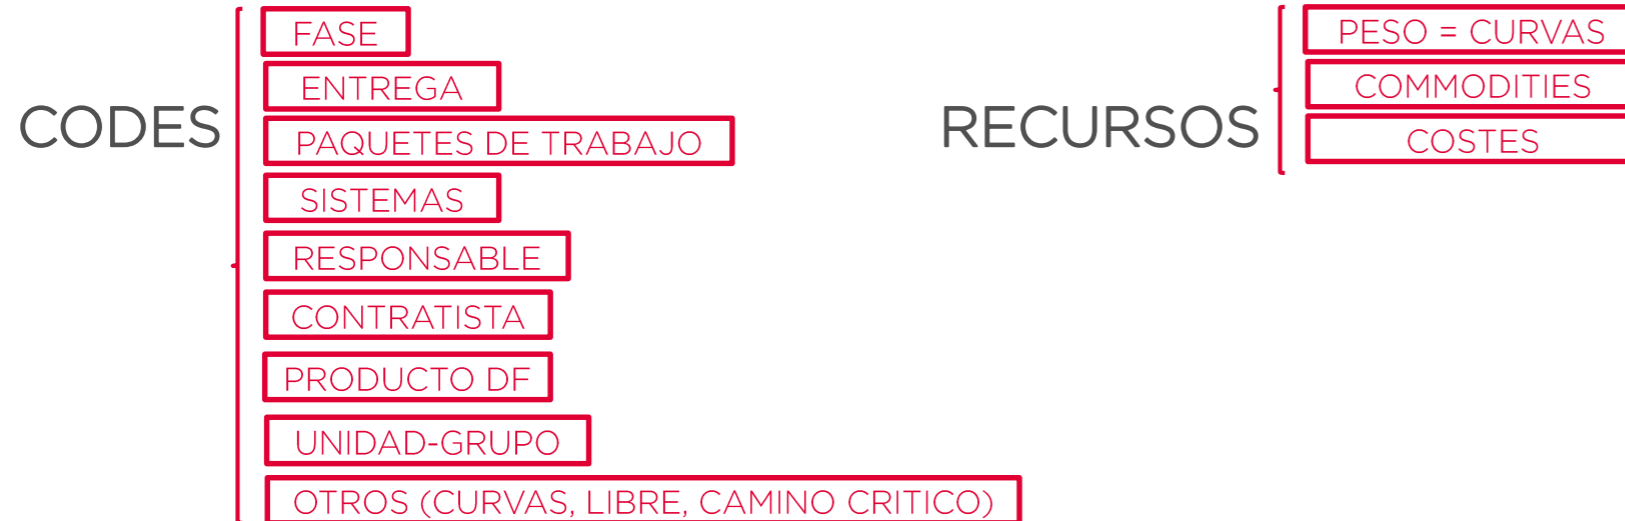 CODES
FASE
ENTREGA
PAQUETES DE TRABAJO
SISTEMAS
RESPONSABLE
CONTRATISTA
PRODUCTO DF
UNIDAD-GRUPO
OTROS (CURVAS, LIBRE, CAMINO CRITICO)
RECURSOS
PESO = CURVAS
COMMODITIES
COSTES